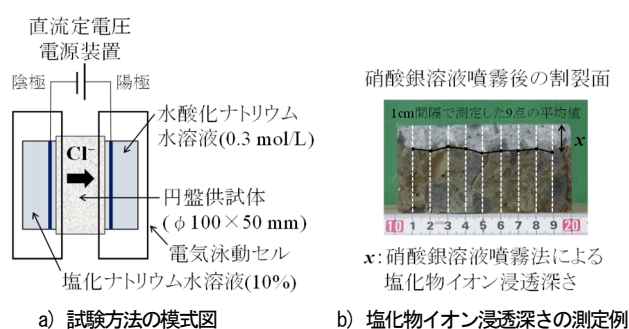 直流定電圧
電源装置
陰極
陽極
水酸化ナトリウム
水溶液(0.3 mol/L)
Cl⁻
円盤供試体
(φ100×50 mm)
電気泳動セル
塩化ナトリウム水溶液(10%)
a) 試験方法の模式図
硝酸銀溶液噴霧後の割裂面
1cm間隔で測定した9点の平均値
x
10 1 2 3 4 5 6 7 8 9 20
x:硝酸銀溶液噴霧法による
塩化物イオン浸透深さ
b) 塩化物イオン浸透深さの測定例